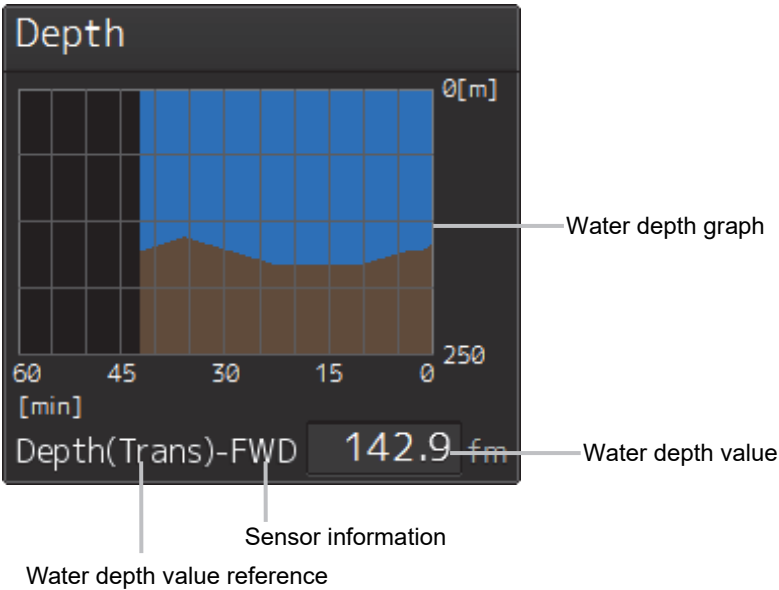 Depth
0[m]
Water depth graph
250
60 45 30 15 0
[min]
Depth(Trans)-FWD 142.9 fm
Water depth value
Sensor information
Water depth value reference